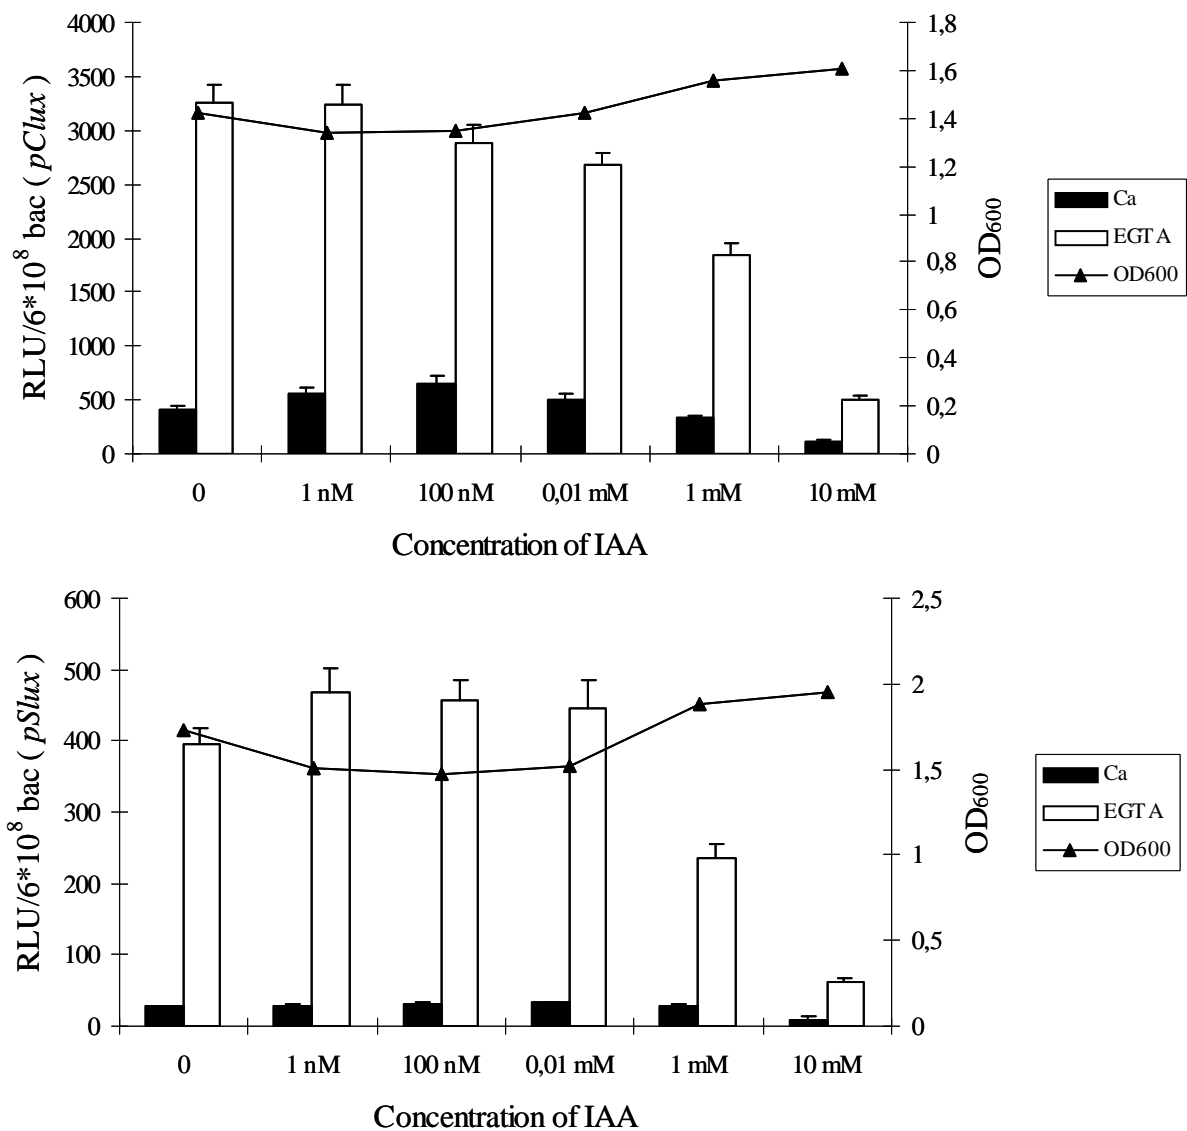 4000
3500
3000
2500
2000
1500
1000
500
0
RLU/6*10^8 bac ( pClux )
1,8
1,6
1,4
1,2
1
0,8
0,6
0,4
0,2
0
OD600
Ca
EGTA
OD600
0 1 nM 100 nM 0,01 mM 1 mM 10 mM
Concentration of IAA
600
500
400
300
200
100
0
RLU/6*10^8 bac ( pSlux )
2,5
2
1,5
1
0,5
0
OD600
Ca
EGTA
OD600
0 1 nM 100 nM 0,01 mM 1 mM 10 mM
Concentration of IAA